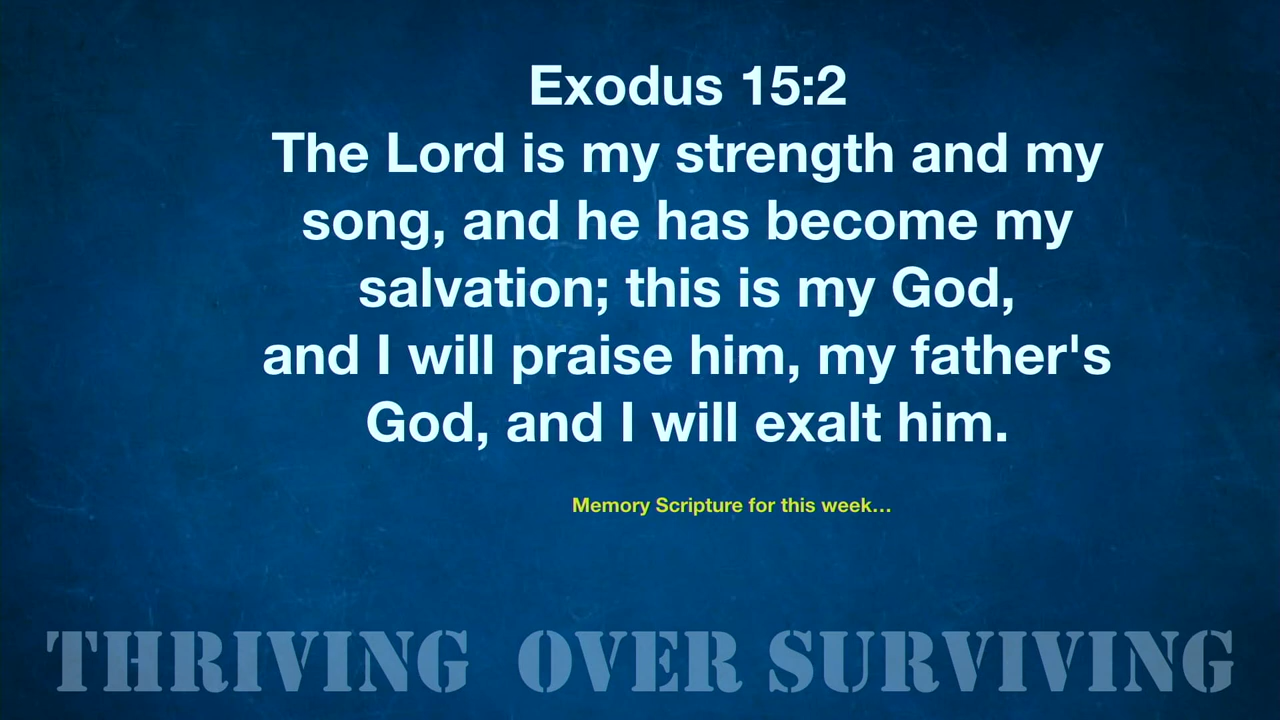 Exodus 15:2
The Lord is my strength and my
song, and he has become my
salvation; this is my God,
and I will praise him, my father's
God, and I will exalt him.
Memory Scripture for this week…
THRIVING OVER SURVIVING